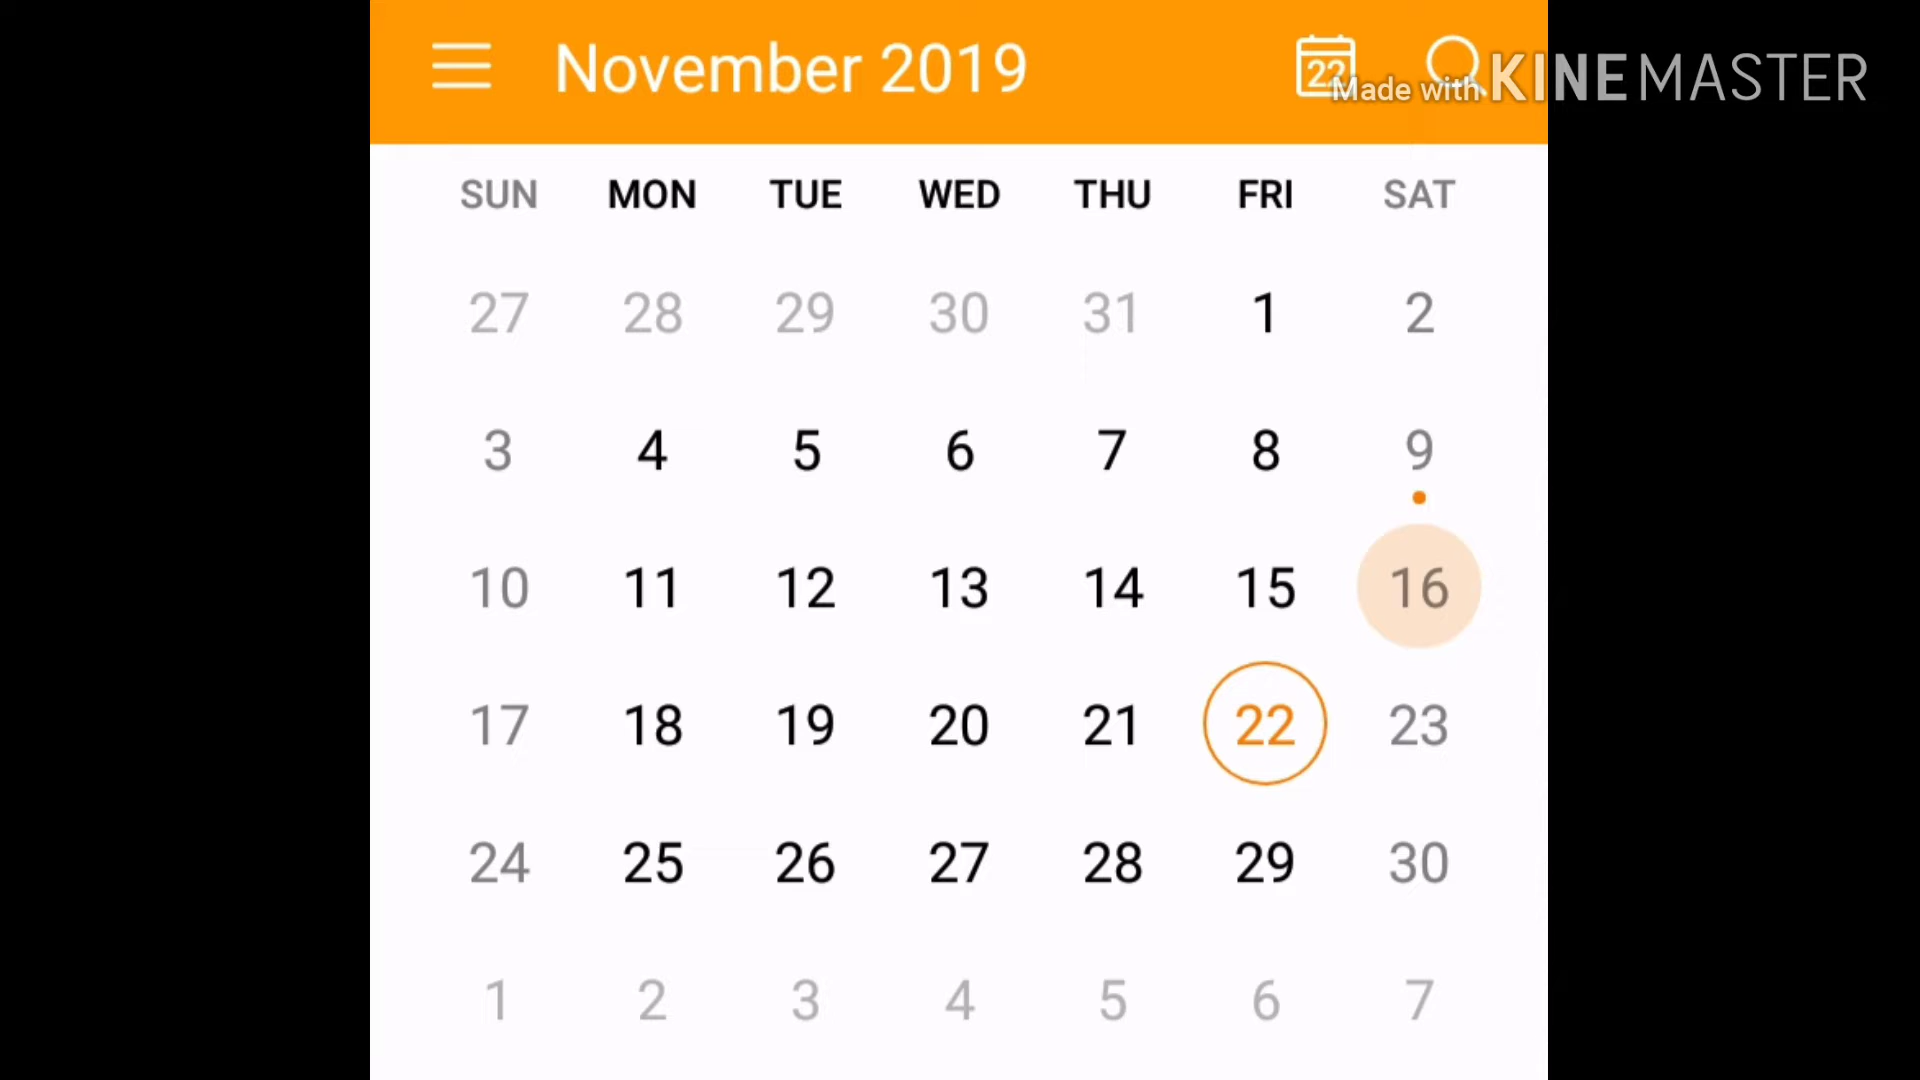 November 2019
22
Made with KINEMASTER
SUN MON TUE WED THU FRI SAT
27 28 29 30 31 1 2
3 4 5 6 7 8 9
10 11 12 13 14 15 16
17 18 19 20 21 22 23
24 25 26 27 28 29 30
1 2 3 4 5 6 7